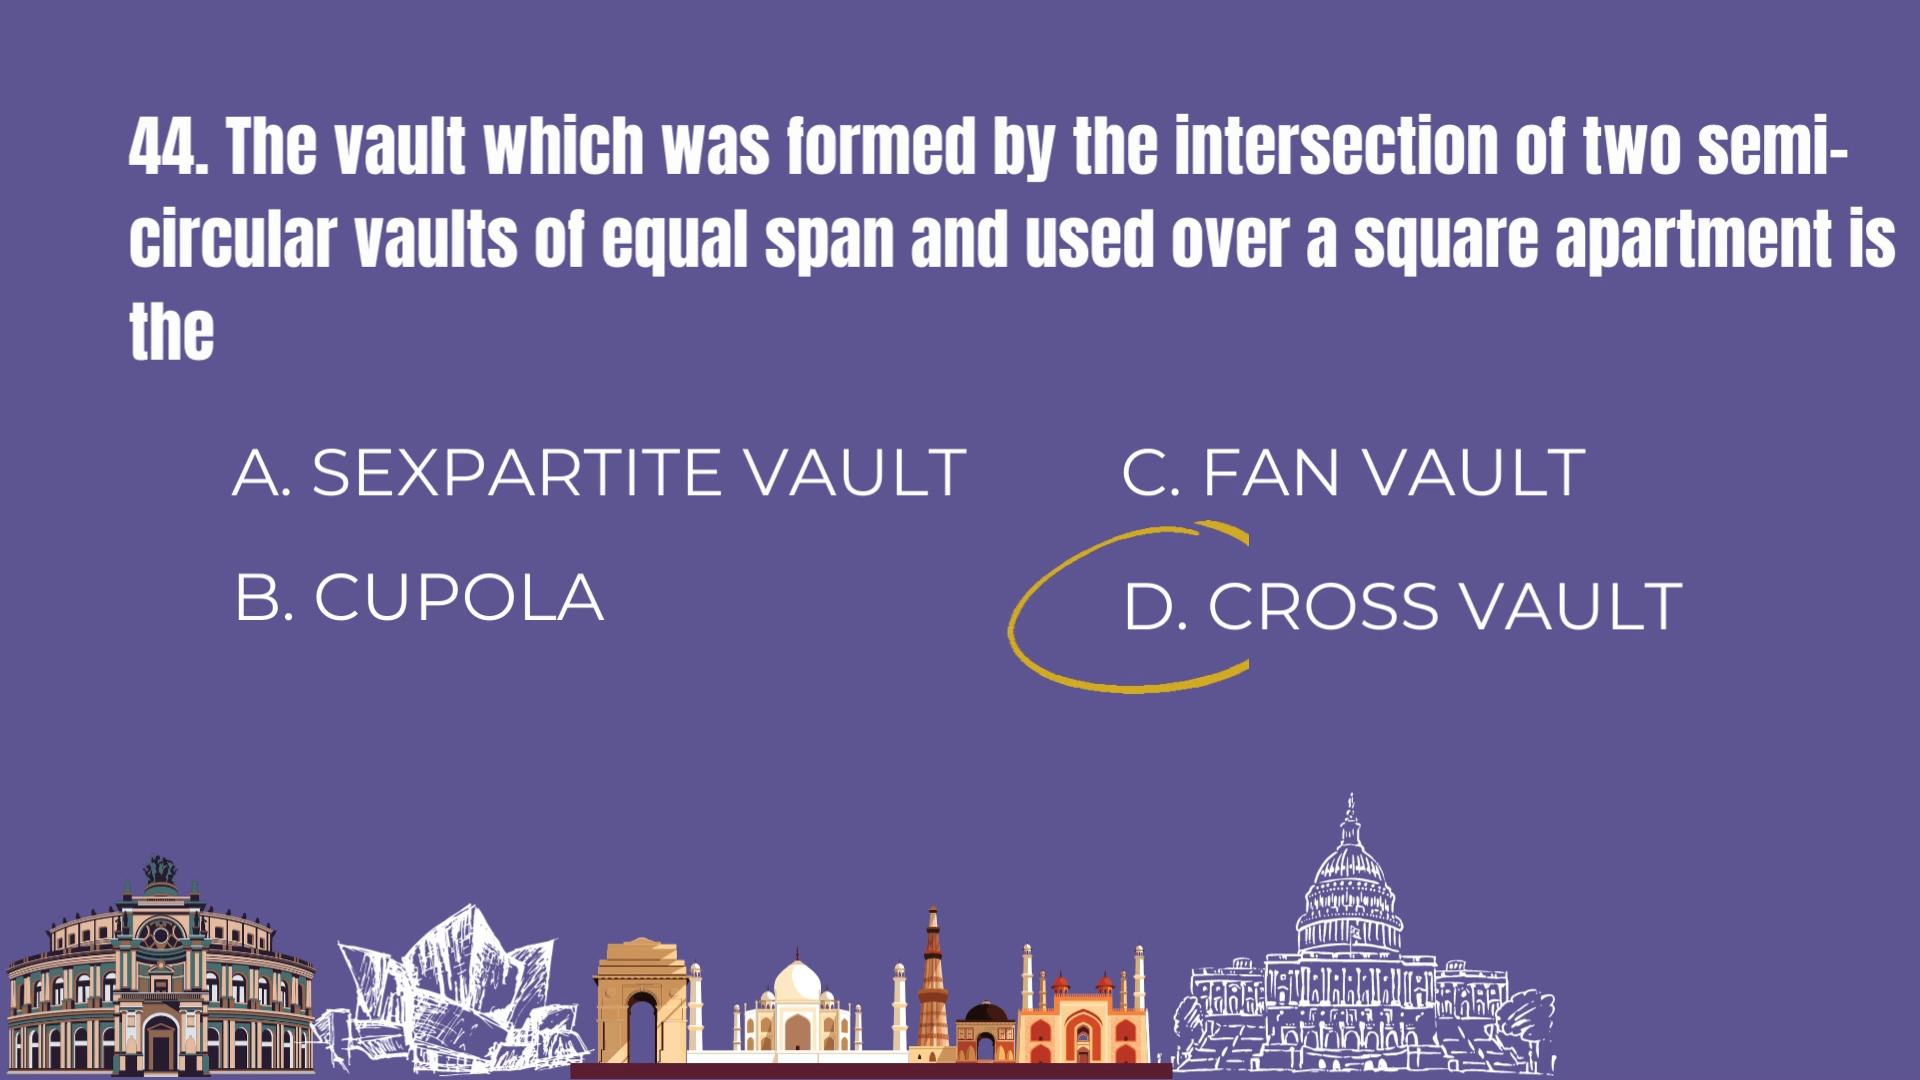 44. The vault which was formed by the intersection of two semi-
circular vaults of equal span and used over a square apartment is
the
A. SEXPARTITE VAULT
B. CUPOLA
C. FAN VAULT
D. CROSS VAULT